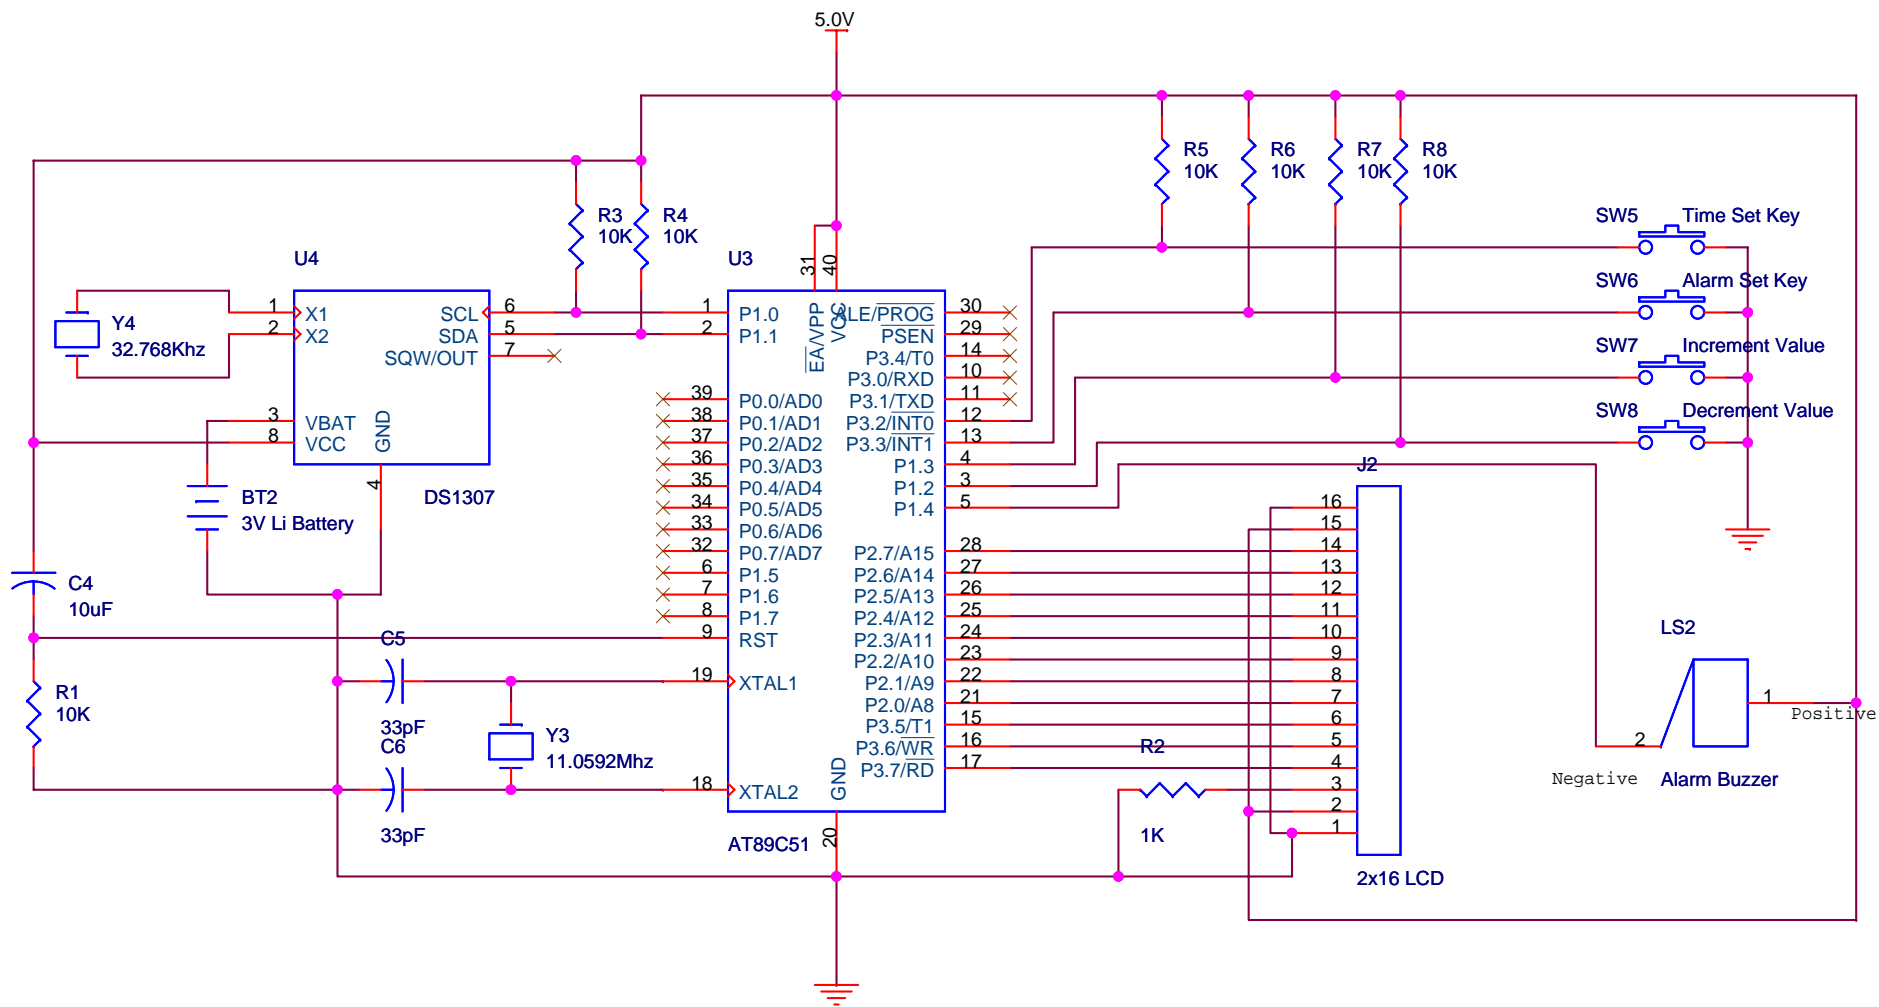 5.0V
R5
10K
R6
10K
R7
10K
R8
10K
R3
10K
R4
10K
SW5 Time Set Key
SW6 Alarm Set Key
SW7 Increment Value
SW8 Decrement Value
U4
1 X1
2 X2
3 VBAT
8 VCC
GND
4
SCL 6
SDA 5
SQW/OUT 7
DS1307
Y4
32.768Khz
BT2
3V Li Battery
C4
10uF
R1
10K
C5
33pF
C6
33pF
Y3
11.0592Mhz
U3
31
40
EA/VPP
VCC
1 P1.0
2 P1.1
39 P0.0/AD0
38 P0.1/AD1
37 P0.2/AD2
36 P0.3/AD3
35 P0.4/AD4
34 P0.5/AD5
33 P0.6/AD6
32 P0.7/AD7
6 P1.5
7 P1.6
8 P1.7
9 RST
19 XTAL1
18 XTAL2
ALE/PROG 30
PSEN 29
P3.4/T0 14
P3.0/RXD 10
P3.1/TXD 11
P3.2/INT0 12
P3.3/INT1 13
P1.3 4
P1.2 3
P1.4 5
P2.7/A15 28
P2.6/A14 27
P2.5/A13 26
P2.4/A12 25
P2.3/A11 24
P2.2/A10 23
P2.1/A9 22
P2.0/A8 21
P3.5/T1 15
P3.6/WR 16
P3.7/RD 17
GND
20
AT89C51
R2
1K
J2
16
15
14
13
12
11
10
9
8
7
6
5
4
3
2
1
2x16 LCD
LS2
1
Positive
2
Negative
Alarm Buzzer